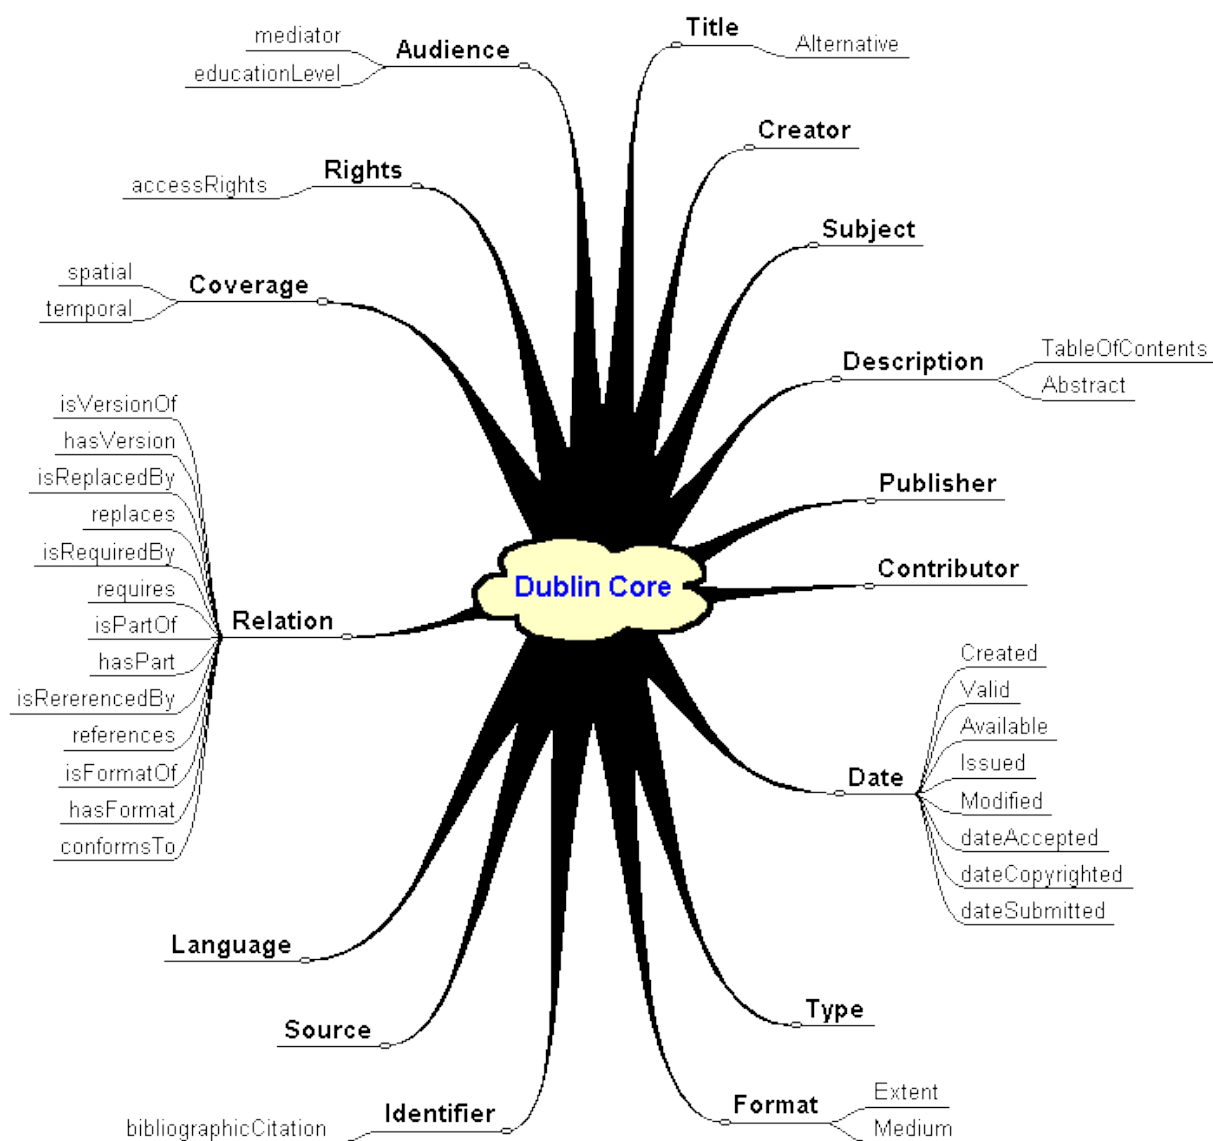 Title
Alternative
Creator
Subject
Description
TableOfContents
Abstract
Publisher
Contributor
Date
Created
Valid
Available
Issued
Modified
dateAccepted
dateCopyrighted
dateSubmitted
Type
Format
Extent
Medium
Dublin Core
Audience
mediator
educationLevel
Rights
accessRights
Coverage
spatial
temporal
Relation
isVersionOf
hasVersion
isReplacedBy
replaces
isRequiredBy
requires
isPartOf
hasPart
isRererencedBy
references
isFormatOf
hasFormat
conformsTo
Language
Source
Identifier
bibliographicCitation